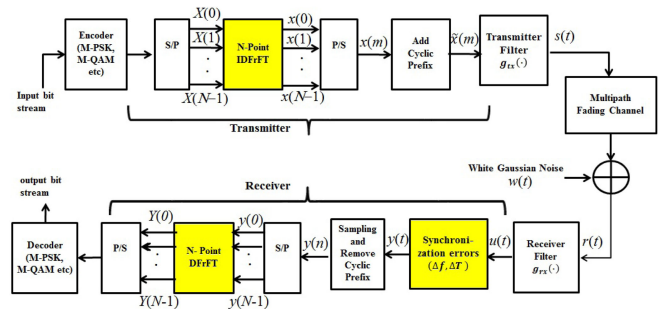 Encoder
(M-PSK,
M-QAM
etc)
Input bit
stream
S/P
X(0)
X(1)
X(N-1)
N-Point
IDFrFT
x(0)
x(1)
x(N-1)
P/S
x(m)
Add
Cyclic
Prefix
x̃(m)
Transmitter
Filter
g_tx(·)
s(t)
Transmitter
Multipath
Fading Channel
White Gaussian Noise
w(t)
r(t)
Receiver
output bit
stream
Decoder
(M-PSK,
M-QAM etc)
P/S
Y(0)
Y(N-1)
N- Point
DFrFT
y(0)
y(N-1)
S/P
y(n)
Sampling
and
Remove
Cyclic
Prefix
y(t)
Synchroni-
zation errors
(Δf,ΔT)
u(t)
Receiver
Filter
g_rx(·)